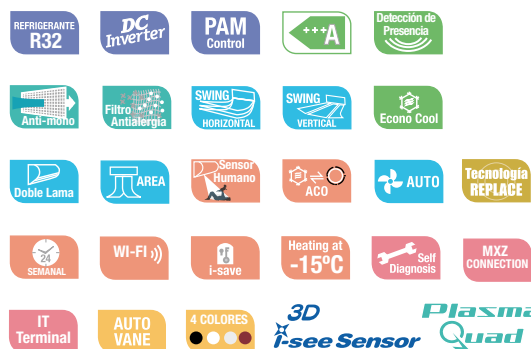 REFRIGERANTE
R32
DC
Inverter
PAM
Control
+++A
Detección de
Presencia
Anti-moho
Filtro
Antialergia
SWING
HORIZONTAL
SWING
VERTICAL
Econo Cool
Doble Lama
AREA
Sensor
Humano
ACO
AUTO
Tecnología
REPLACE
24
SEMANAL
WI-FI
i-save
Heating at
-15ºC
Self
Diagnosis
MXZ
CONNECTION
IT
Terminal
AUTO
VANE
4 COLORES
3D
i-see Sensor
Plasma
Quad